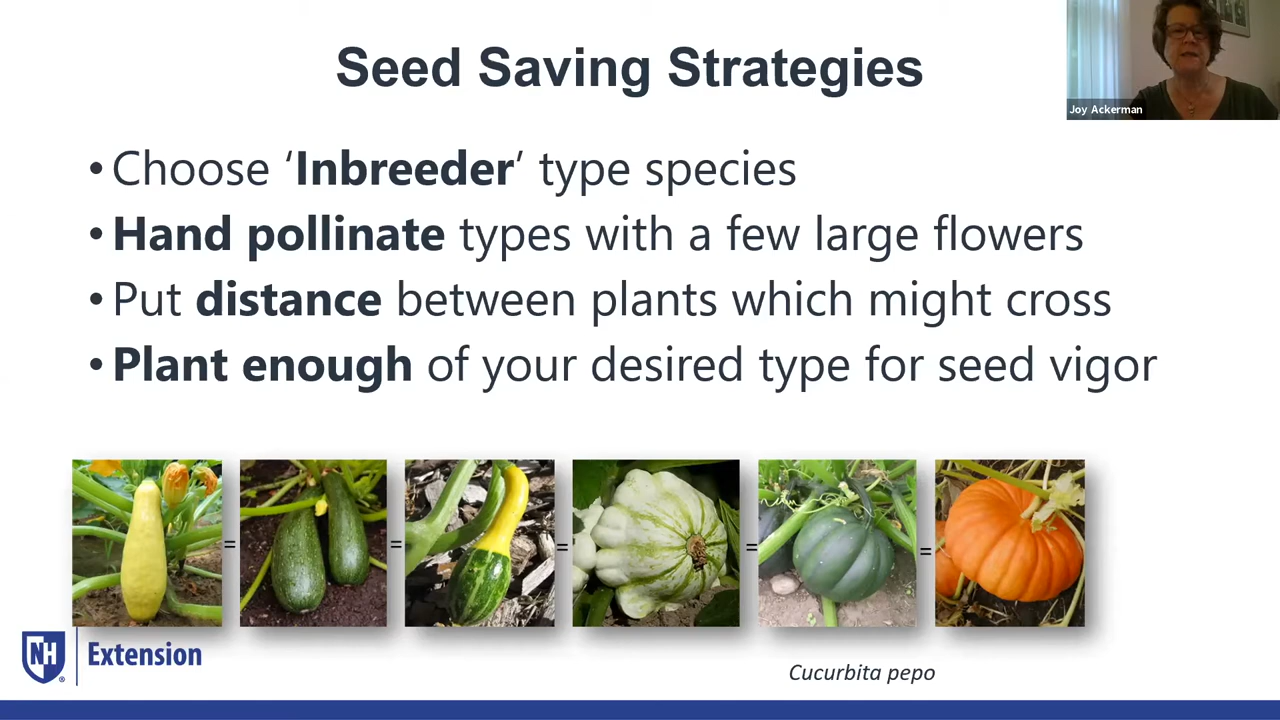 Seed Saving Strategies
Joy Ackerman
• Choose ‘Inbreeder’ type species
• Hand pollinate types with a few large flowers
• Put distance between plants which might cross
• Plant enough of your desired type for seed vigor
= = = = =
NH ® Extension
Cucurbita pepo